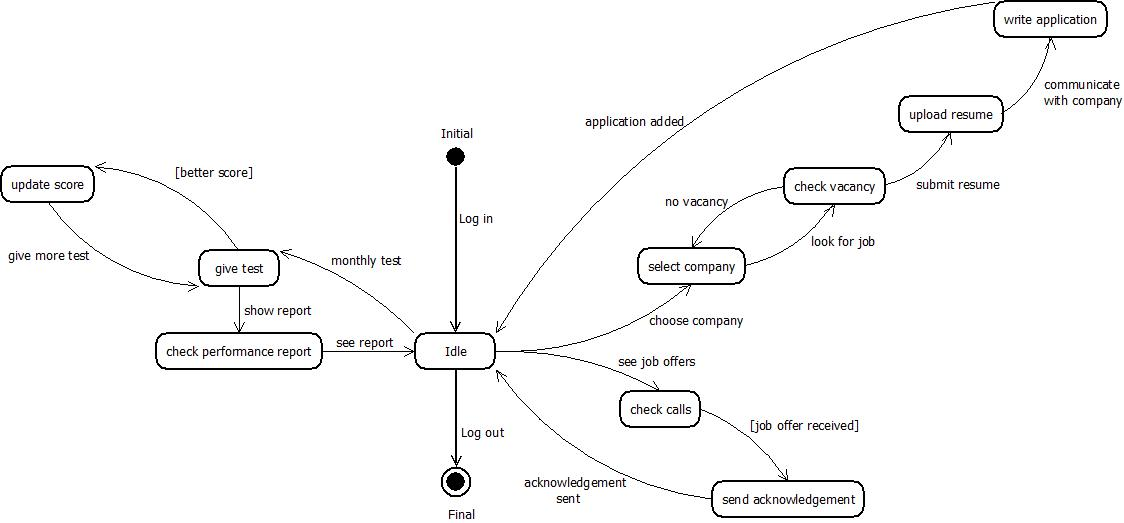 write application
communicate
with company
upload resume
application added
Initial
[better score]
update score
check vacancy
submit resume
no vacancy
Log in
look for job
give more test
give test
monthly test
select company
show report
choose company
check performance report
see report
Idle
see job offers
check calls
[job offer received]
Log out
acknowledgement
sent
send acknowledgement
Final